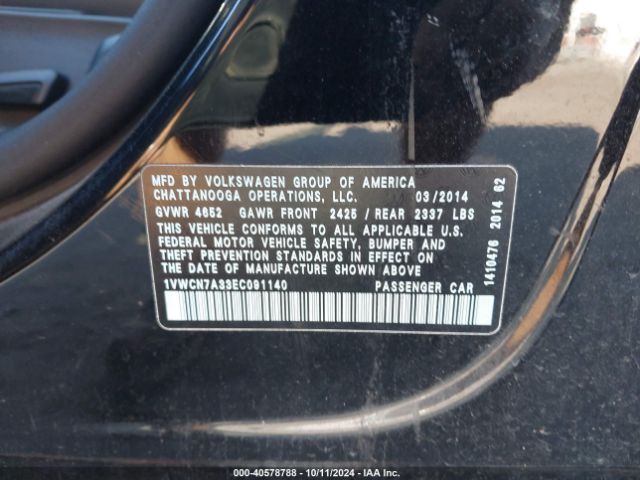 MFD BY VOLKSWAGEN GROUP OF AMERICA
CHATTANOOGA OPERATIONS, LLC. 03/2014
GVWR 4652 GAWR FRONT 2425 / REAR 2337 LBS
THIS VEHICLE CONFORMS TO ALL APPLICABLE U.S.
FEDERAL MOTOR VEHICLE SAFETY, BUMPER AND
THEFT PREVENTION STANDARDS IN EFFECT ON
THE DATE OF MANUFACTURE SHOWN ABOVE
1VWCN7A33EC091140 PASSENGER CAR
1410476 2014 62
000-40578788 - 10/11/2024 - IAA Inc.